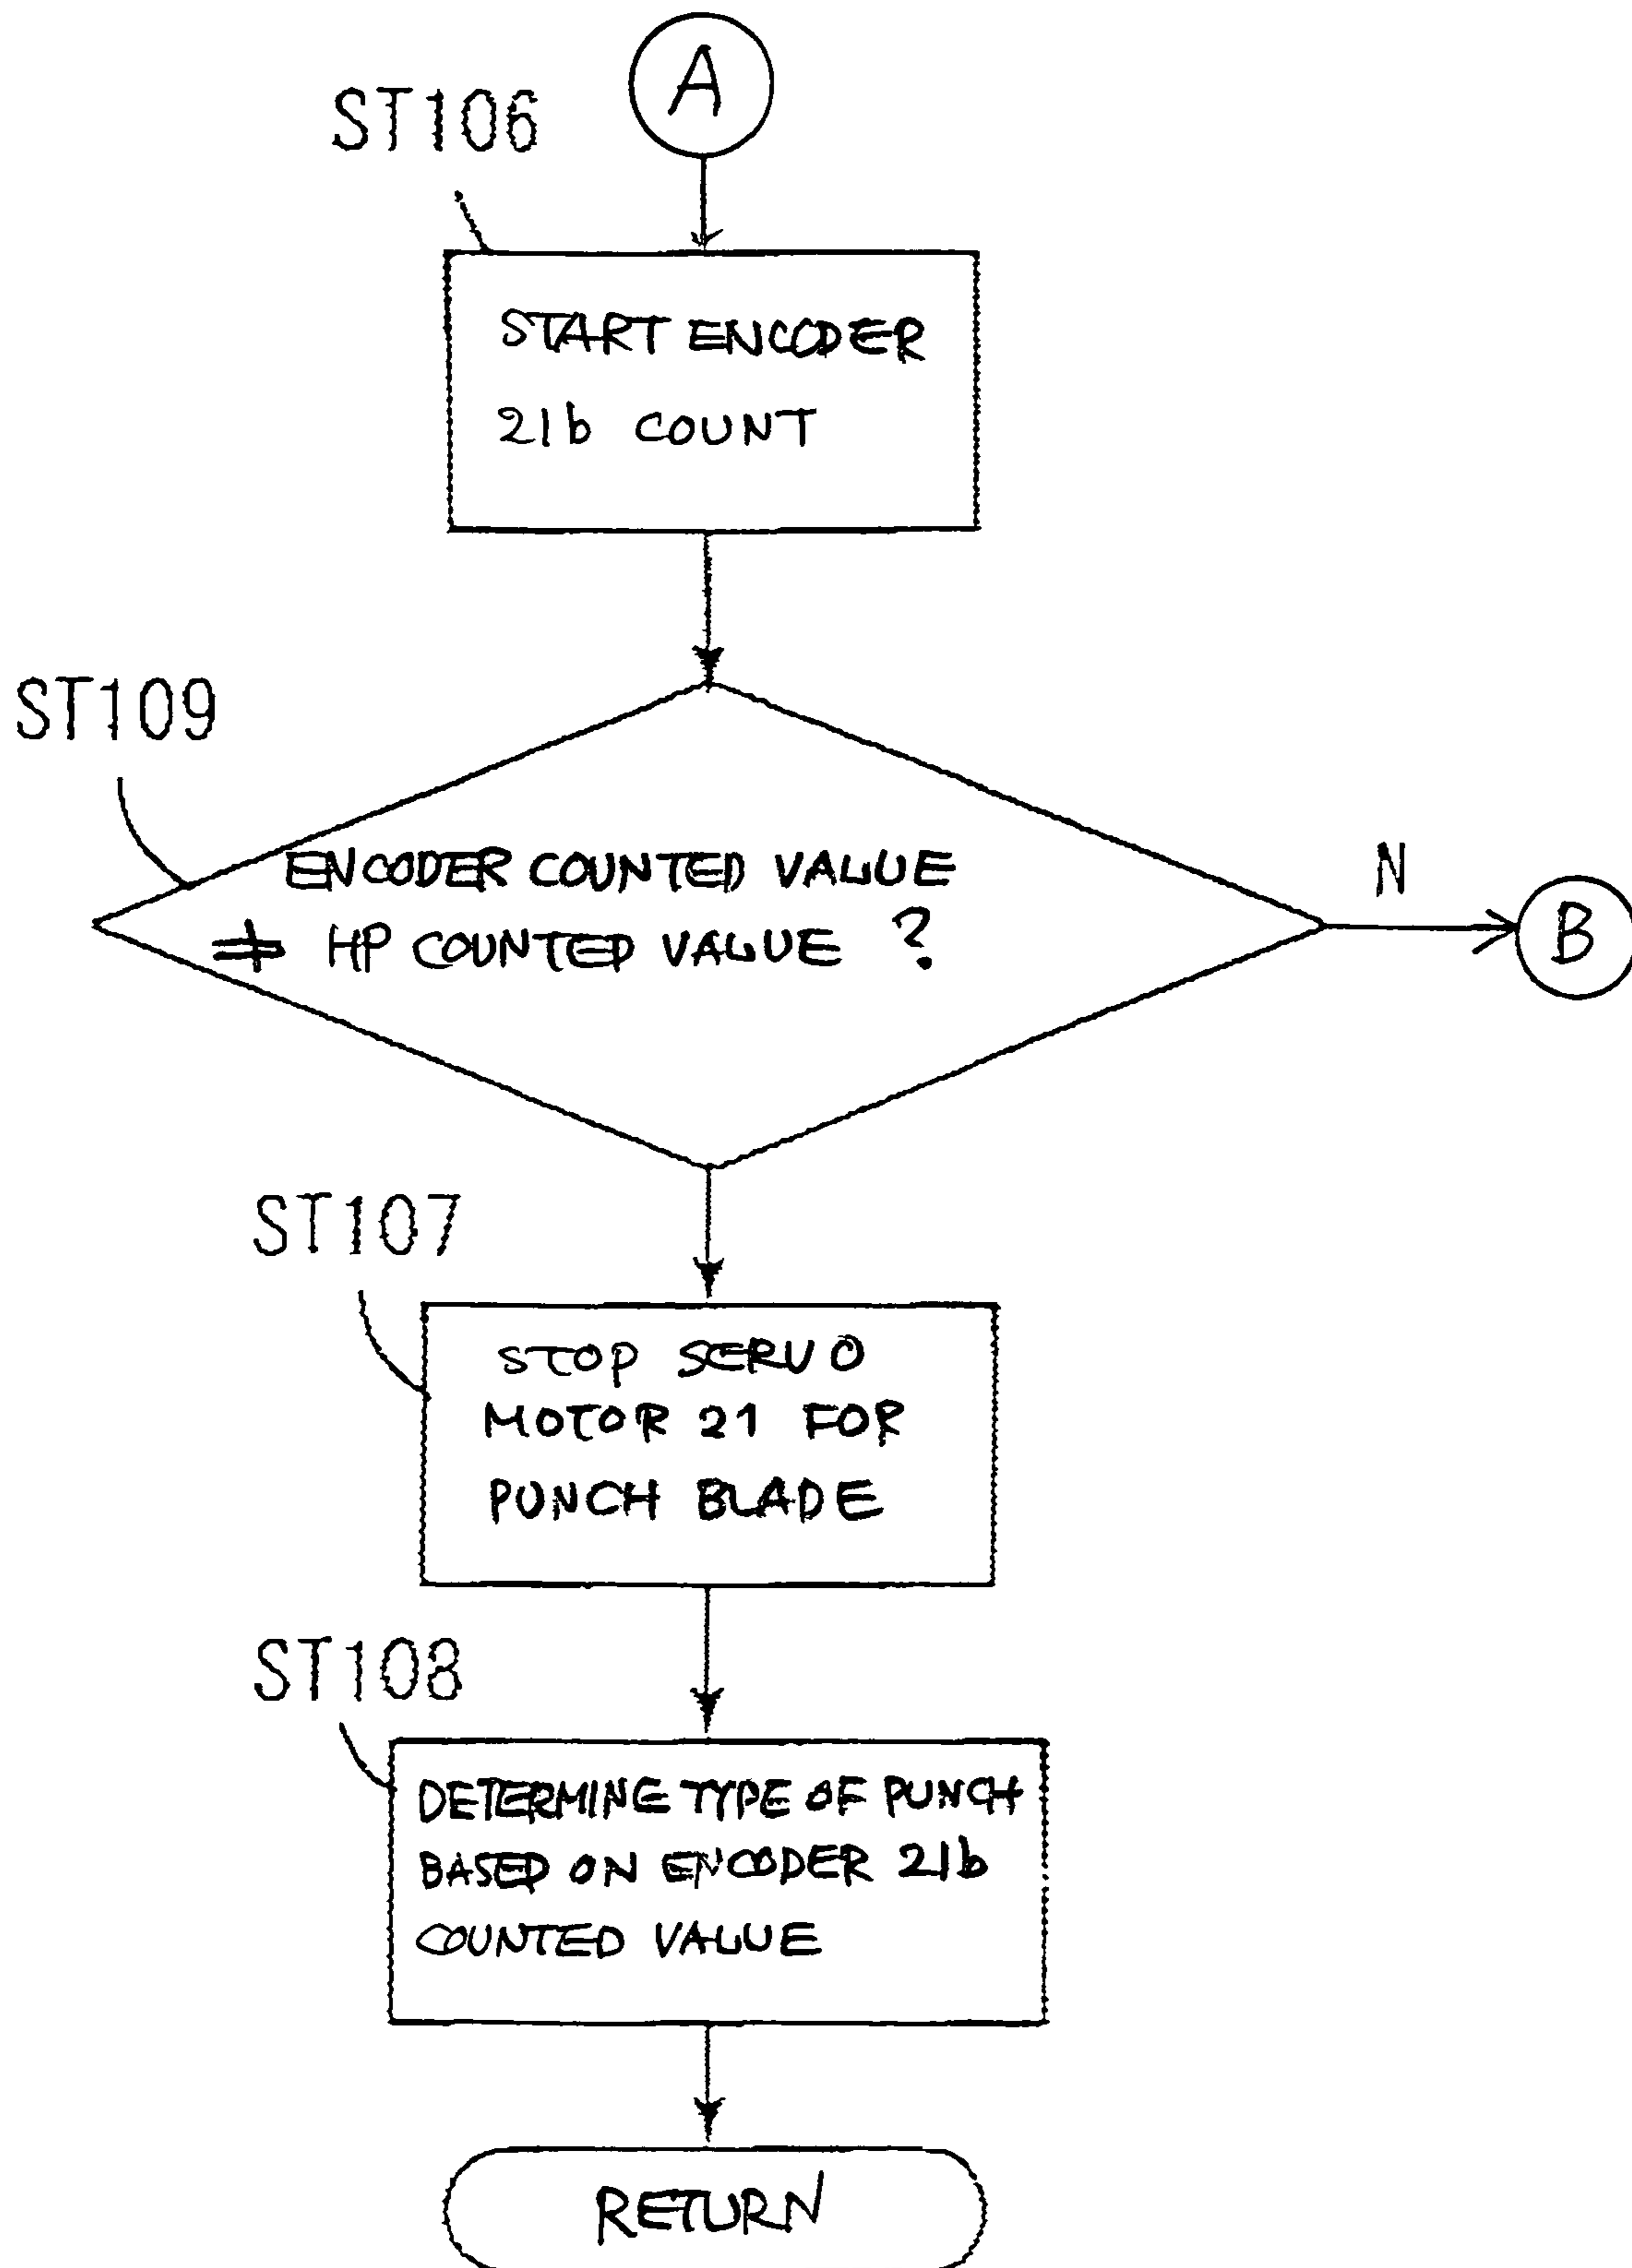 A
ST106
START ENCODER
21b COUNT
ST109
ENCODER COUNTED VALUE
≠ HP COUNTED VALUE ?
N
B
ST107
STOP SERVO
MOTOR 21 FOR
PUNCH BLADE
ST108
DETERMINE TYPE OF PUNCH
BASED ON ENCODER 21b
COUNTED VALUE
RETURN